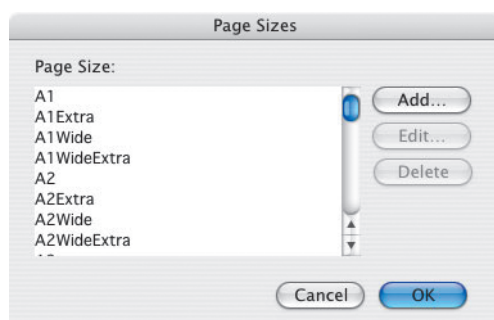 Page Sizes
Page Size:
A1
A1Extra
A1Wide
A1WideExtra
A2
A2Extra
A2Wide
A2WideExtra
Add...
Edit...
Delete
Cancel
OK